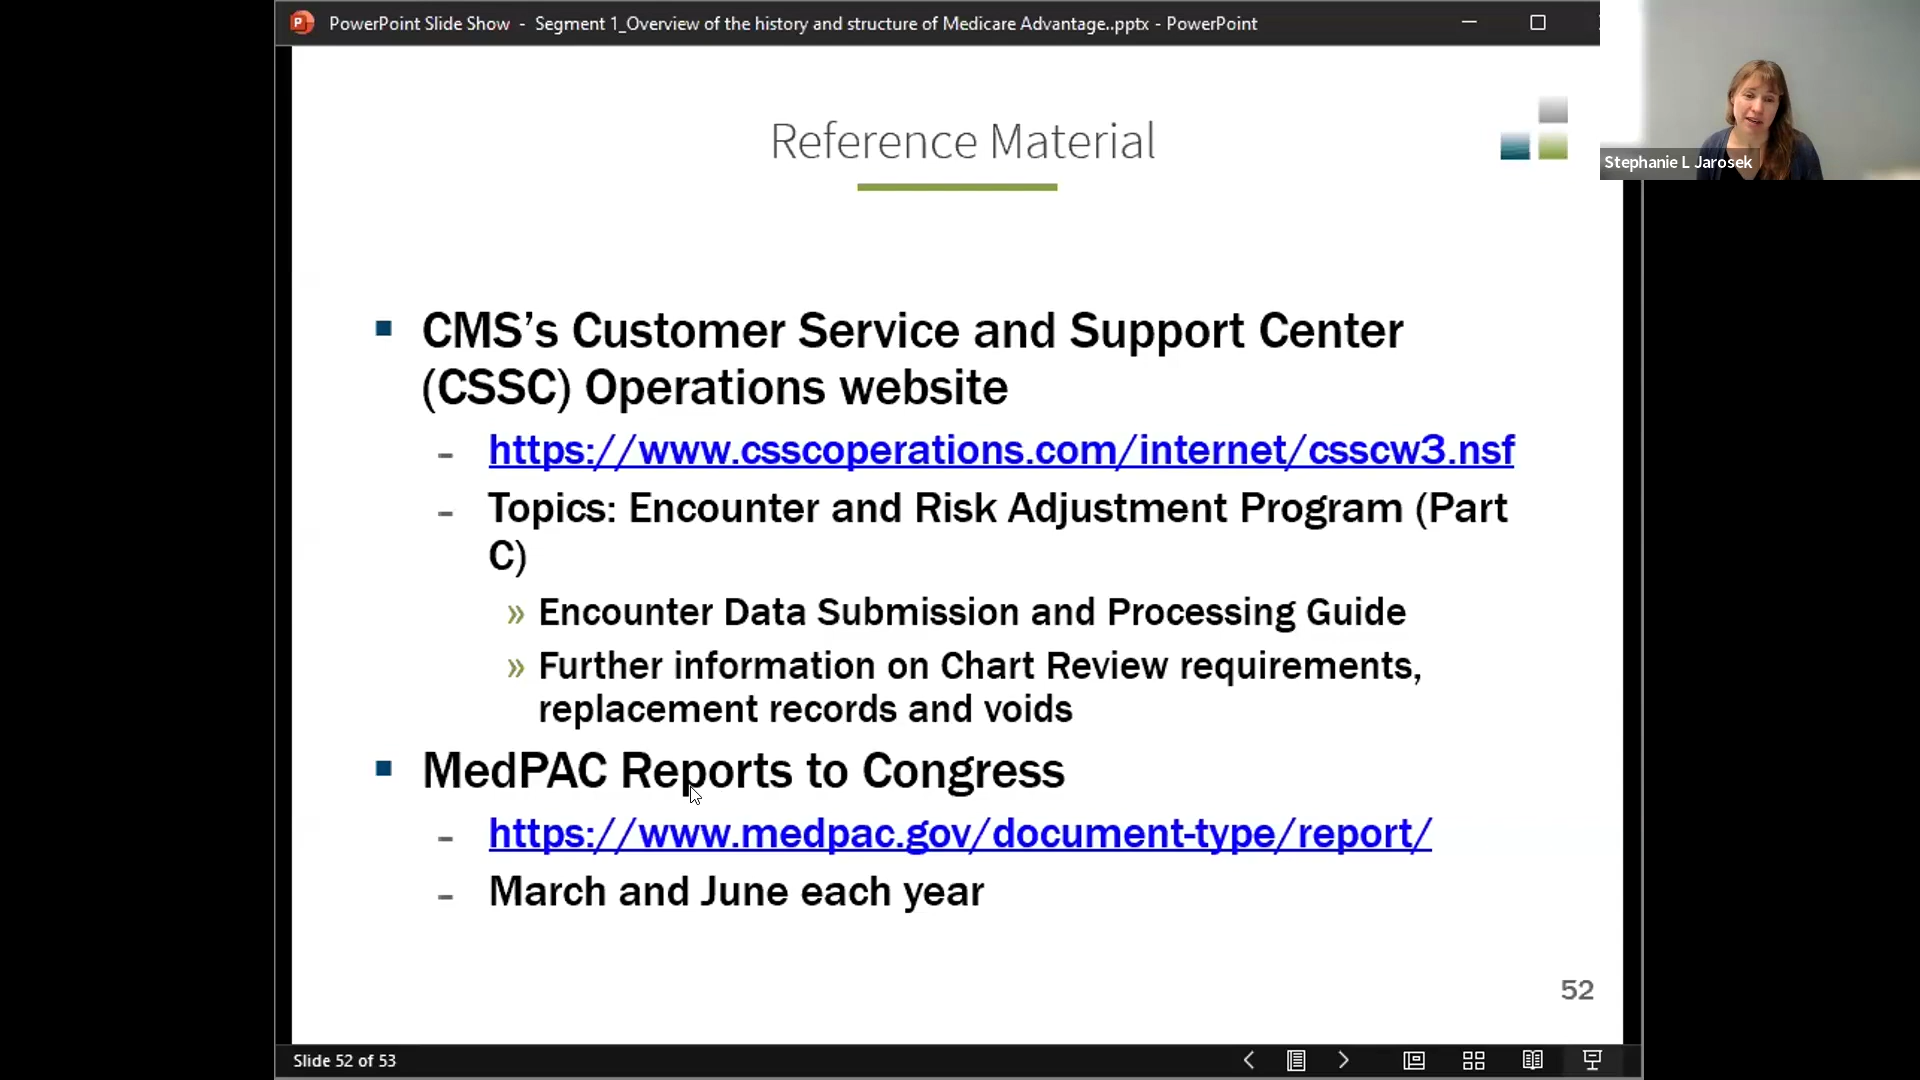 PowerPoint Slide Show - Segment 1_Overview of the history and structure of Medicare Advantage..pptx - PowerPoint
Stephanie L Jarosek
Reference Material
CMS’s Customer Service and Support Center
(CSSC) Operations website
- https://www.csscoperations.com/internet/csscw3.nsf
- Topics: Encounter and Risk Adjustment Program (Part
C)
» Encounter Data Submission and Processing Guide
» Further information on Chart Review requirements,
replacement records and voids
MedPAC Reports to Congress
- https://www.medpac.gov/document-type/report/
- March and June each year
52
Slide 52 of 53